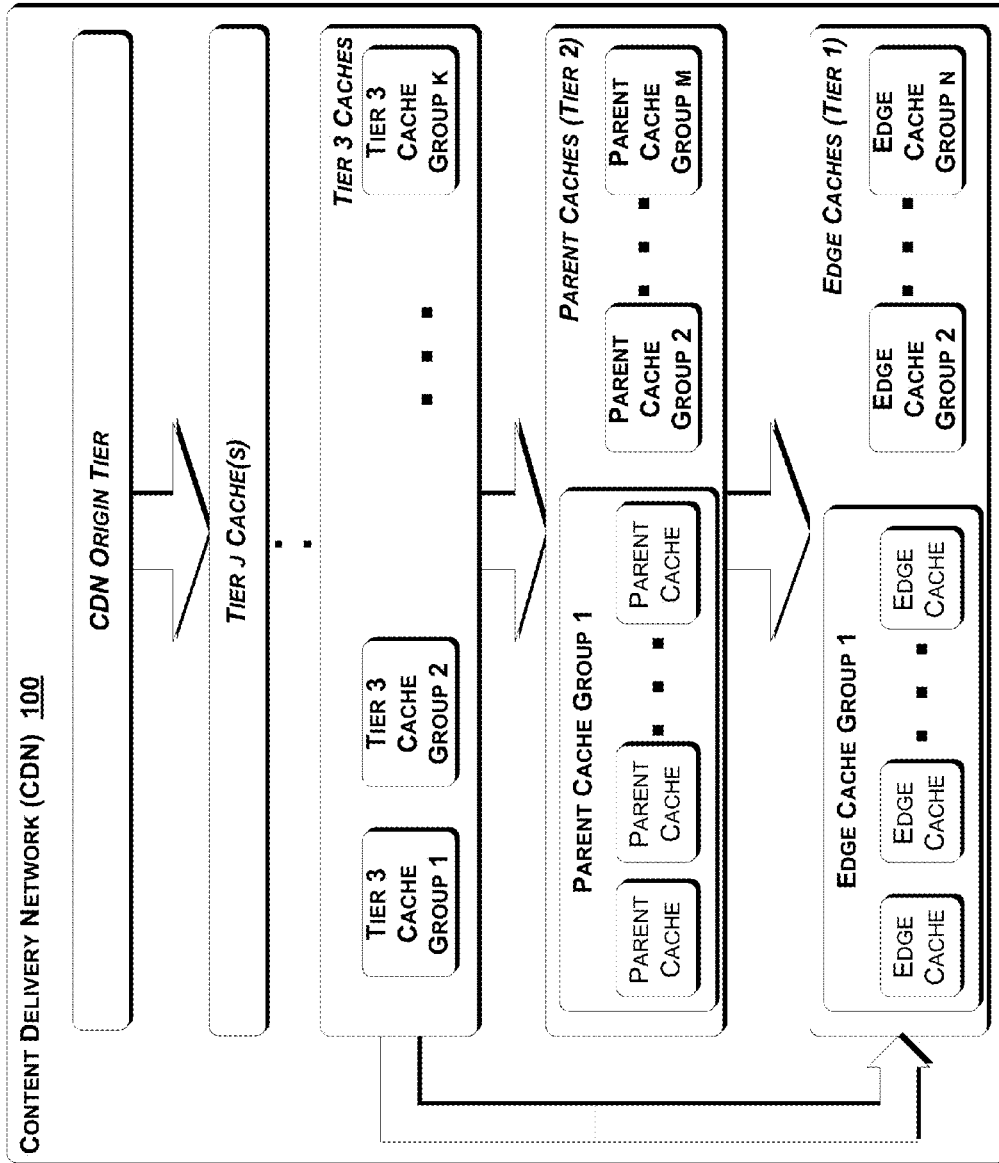 CONTENT DELIVERY NETWORK (CDN) 100
CDN ORIGIN TIER
TIER J CACHE(S)
TIER 3 CACHES
TIER 3
CACHE
GROUP 1
TIER 3
CACHE
GROUP 2
TIER 3
CACHE
GROUP K
PARENT CACHES (TIER 2)
PARENT CACHE GROUP 1
PARENT
CACHE
PARENT
CACHE
PARENT
CACHE
PARENT
CACHE
GROUP 2
PARENT
CACHE
GROUP M
EDGE CACHES (TIER 1)
EDGE CACHE GROUP 1
EDGE
CACHE
EDGE
CACHE
EDGE
CACHE
EDGE
CACHE
GROUP 2
EDGE
CACHE
GROUP N